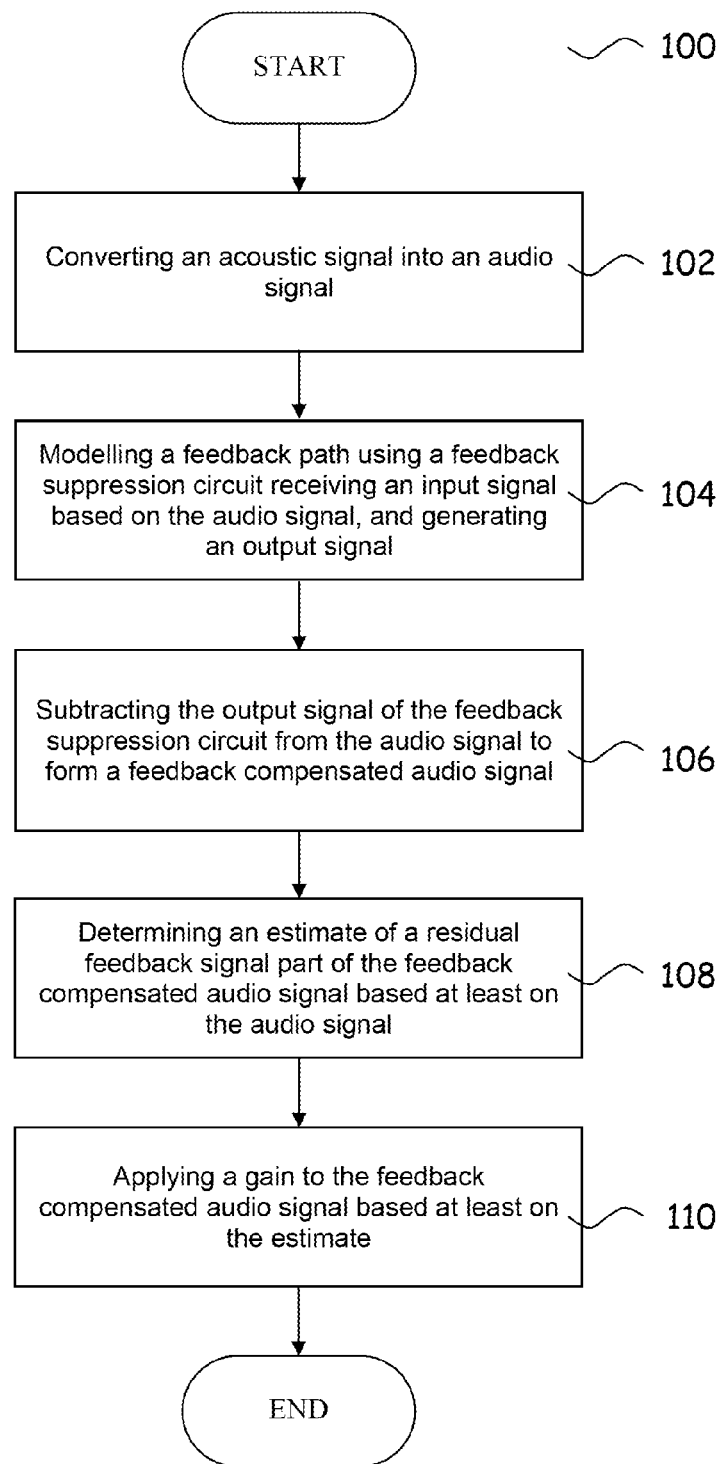 START
100
Converting an acoustic signal into an audio
signal
102
Modelling a feedback path using a feedback
suppression circuit receiving an input signal
based on the audio signal, and generating
an output signal
104
Subtracting the output signal of the feedback
suppression circuit from the audio signal to
form a feedback compensated audio signal
106
Determining an estimate of a residual
feedback signal part of the feedback
compensated audio signal based at least on
the audio signal
108
Applying a gain to the feedback
compensated audio signal based at least on
the estimate
110
END